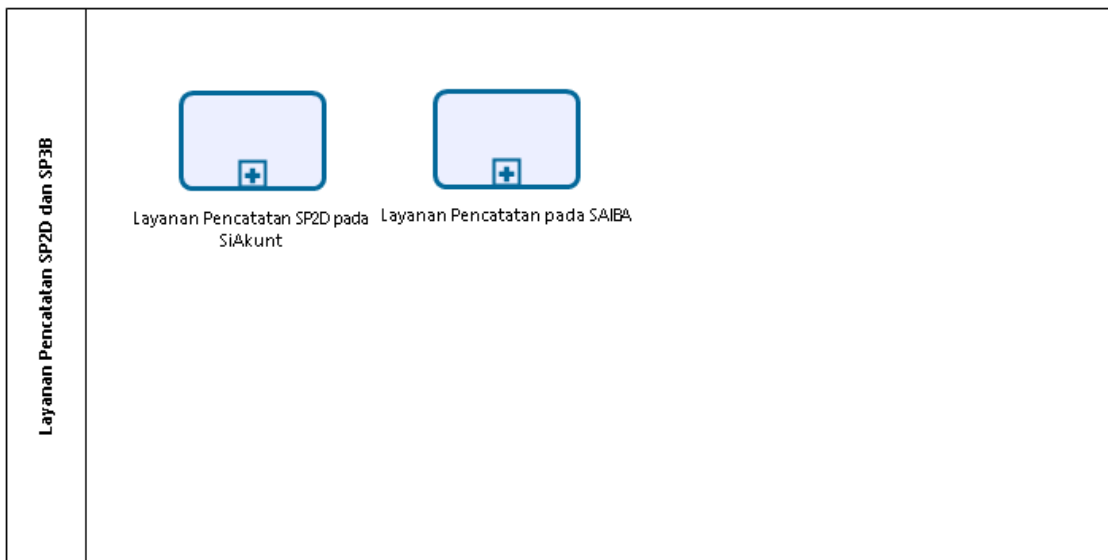 Layanan Pencatatan SP2D dan SP3B
Layanan Pencatatan SP2D pada
SiAkunt
Layanan Pencatatan pada SAIBA